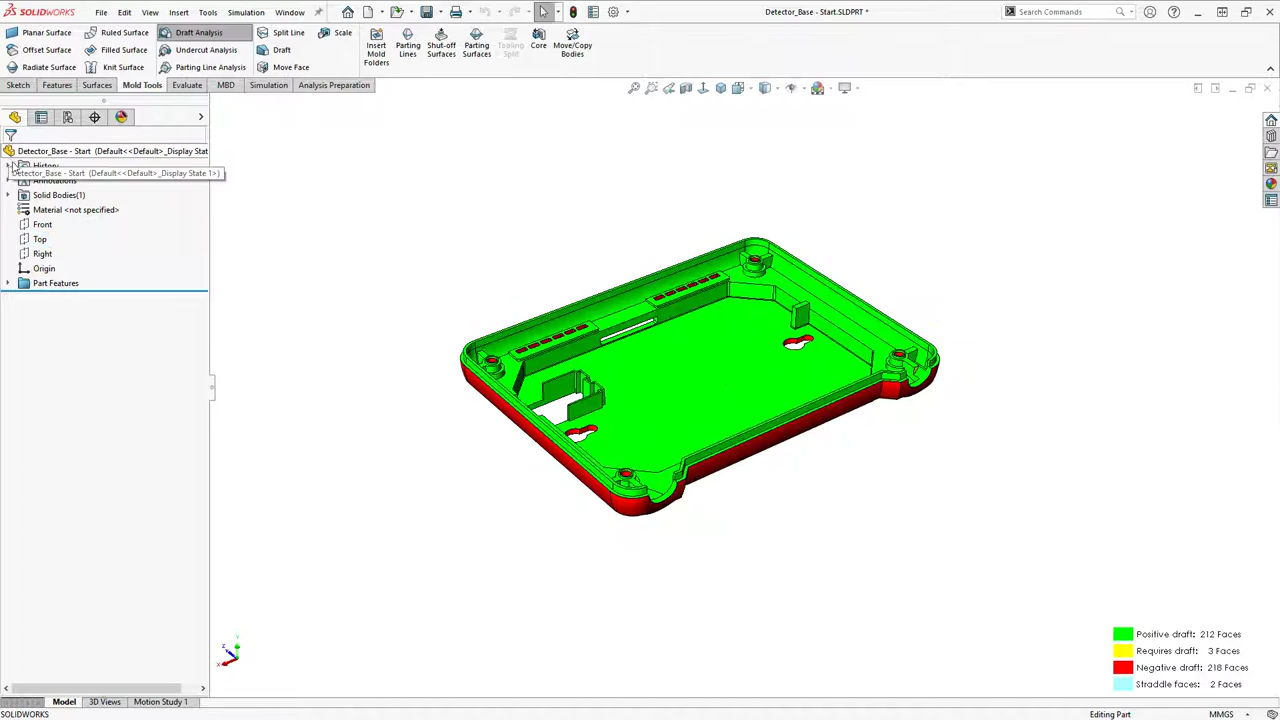 SOLIDWORKS File Edit View Insert Tools Simulation Window Detector_Base - Start.SLDPRT * Search Commands
Planar Surface Ruled Surface Draft Analysis Split Line Scale
Offset Surface Filled Surface Undercut Analysis Draft
Radiate Surface Knit Surface Parting Line Analysis Move Face
Insert Mold Folders
Parting Lines
Shut-off Surfaces
Parting Surfaces
Tooling Split
Core
Move/Copy Bodies
Sketch Features Surfaces Mold Tools Evaluate MBD Simulation Analysis Preparation
Detector_Base - Start (Default<<Default>_Display Stat
History
Detector_Base - Start (Default<<Default>_Display State 1>)
Annotations
Solid Bodies(1)
Material <not specified>
Front
Top
Right
Origin
Part Features
Y
Z
X
Positive draft: 212 Faces
Requires draft: 3 Faces
Negative draft: 218 Faces
Straddle faces: 2 Faces
Model 3D Views Motion Study 1
SOLIDWORKS Editing Part MMGS